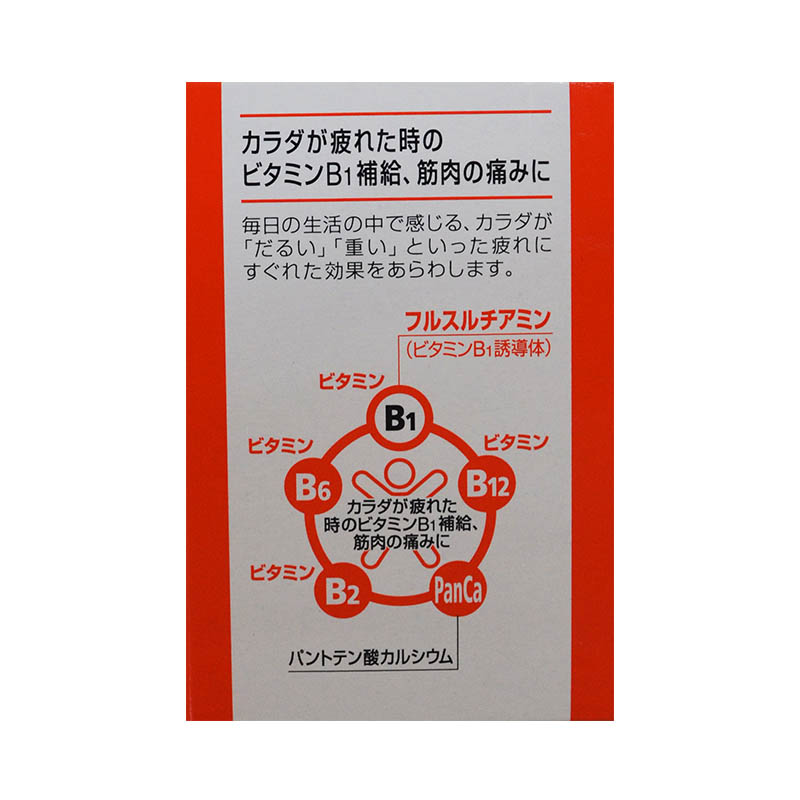 カラダが疲れた時の
ビタミンB1補給、筋肉の痛みに
毎日の生活の中で感じる、カラダが
「だるい」「重い」といった疲れに
すぐれた効果をあらわします。
フルスルチアミン
(ビタミンB1誘導体)
ビタミン
B1
ビタミン
B6
ビタミン
B12
カラダが疲れた
時のビタミンB1補給、
筋肉の痛みに
ビタミン
B2
PanCa
パントテン酸カルシウム